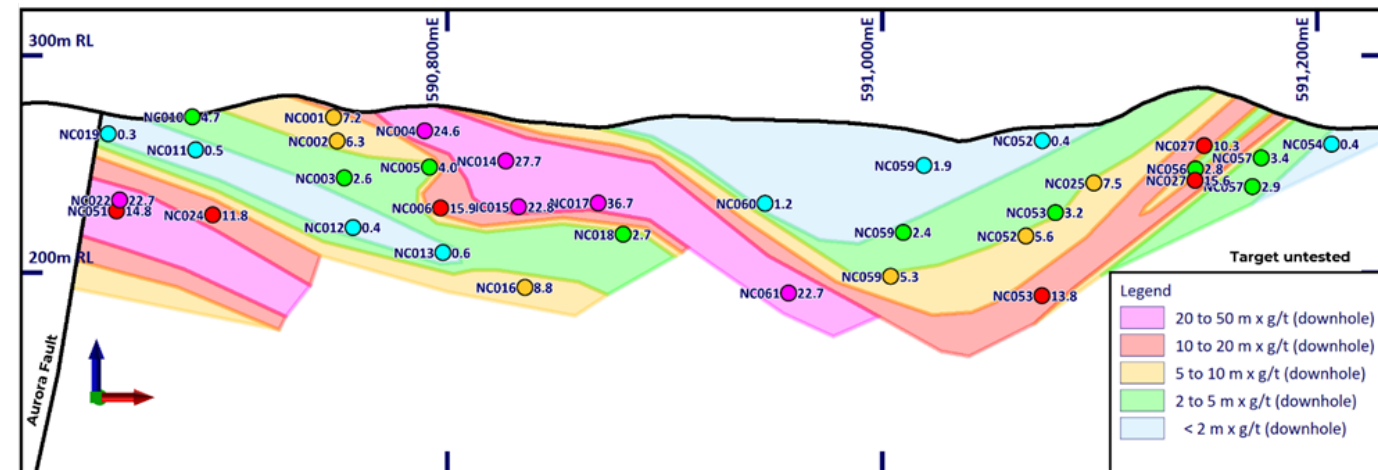 300m RL
590,800mE
591,000mE
591,200mE
NC010 4.7
NC001 7.2
NC019 0.3
NC004 24.6
NC002 6.3
NC011 0.5
NC052 0.4
NC027 10.3
NC054 0.4
NC014 27.7
NC005 4.0
NC059 1.9
NC057 3.4
NC056 2.8
NC003 2.6
NC025 7.5
NC027 15.6
NC057 2.9
NC022 22.7
NC051 14.8
NC024 11.8
NC006 15.9
NC015 22.8
NC017 36.7
NC060 1.2
NC053 3.2
NC012 0.4
NC018 2.7
NC059 2.4
NC052 5.6
NC013 0.6
200m RL
Target untested
NC016 8.8
NC061 22.7
NC059 5.3
NC053 13.8
Aurora Fault
Legend
20 to 50 m x g/t (downhole)
10 to 20 m x g/t (downhole)
5 to 10 m x g/t (downhole)
2 to 5 m x g/t (downhole)
< 2 m x g/t (downhole)